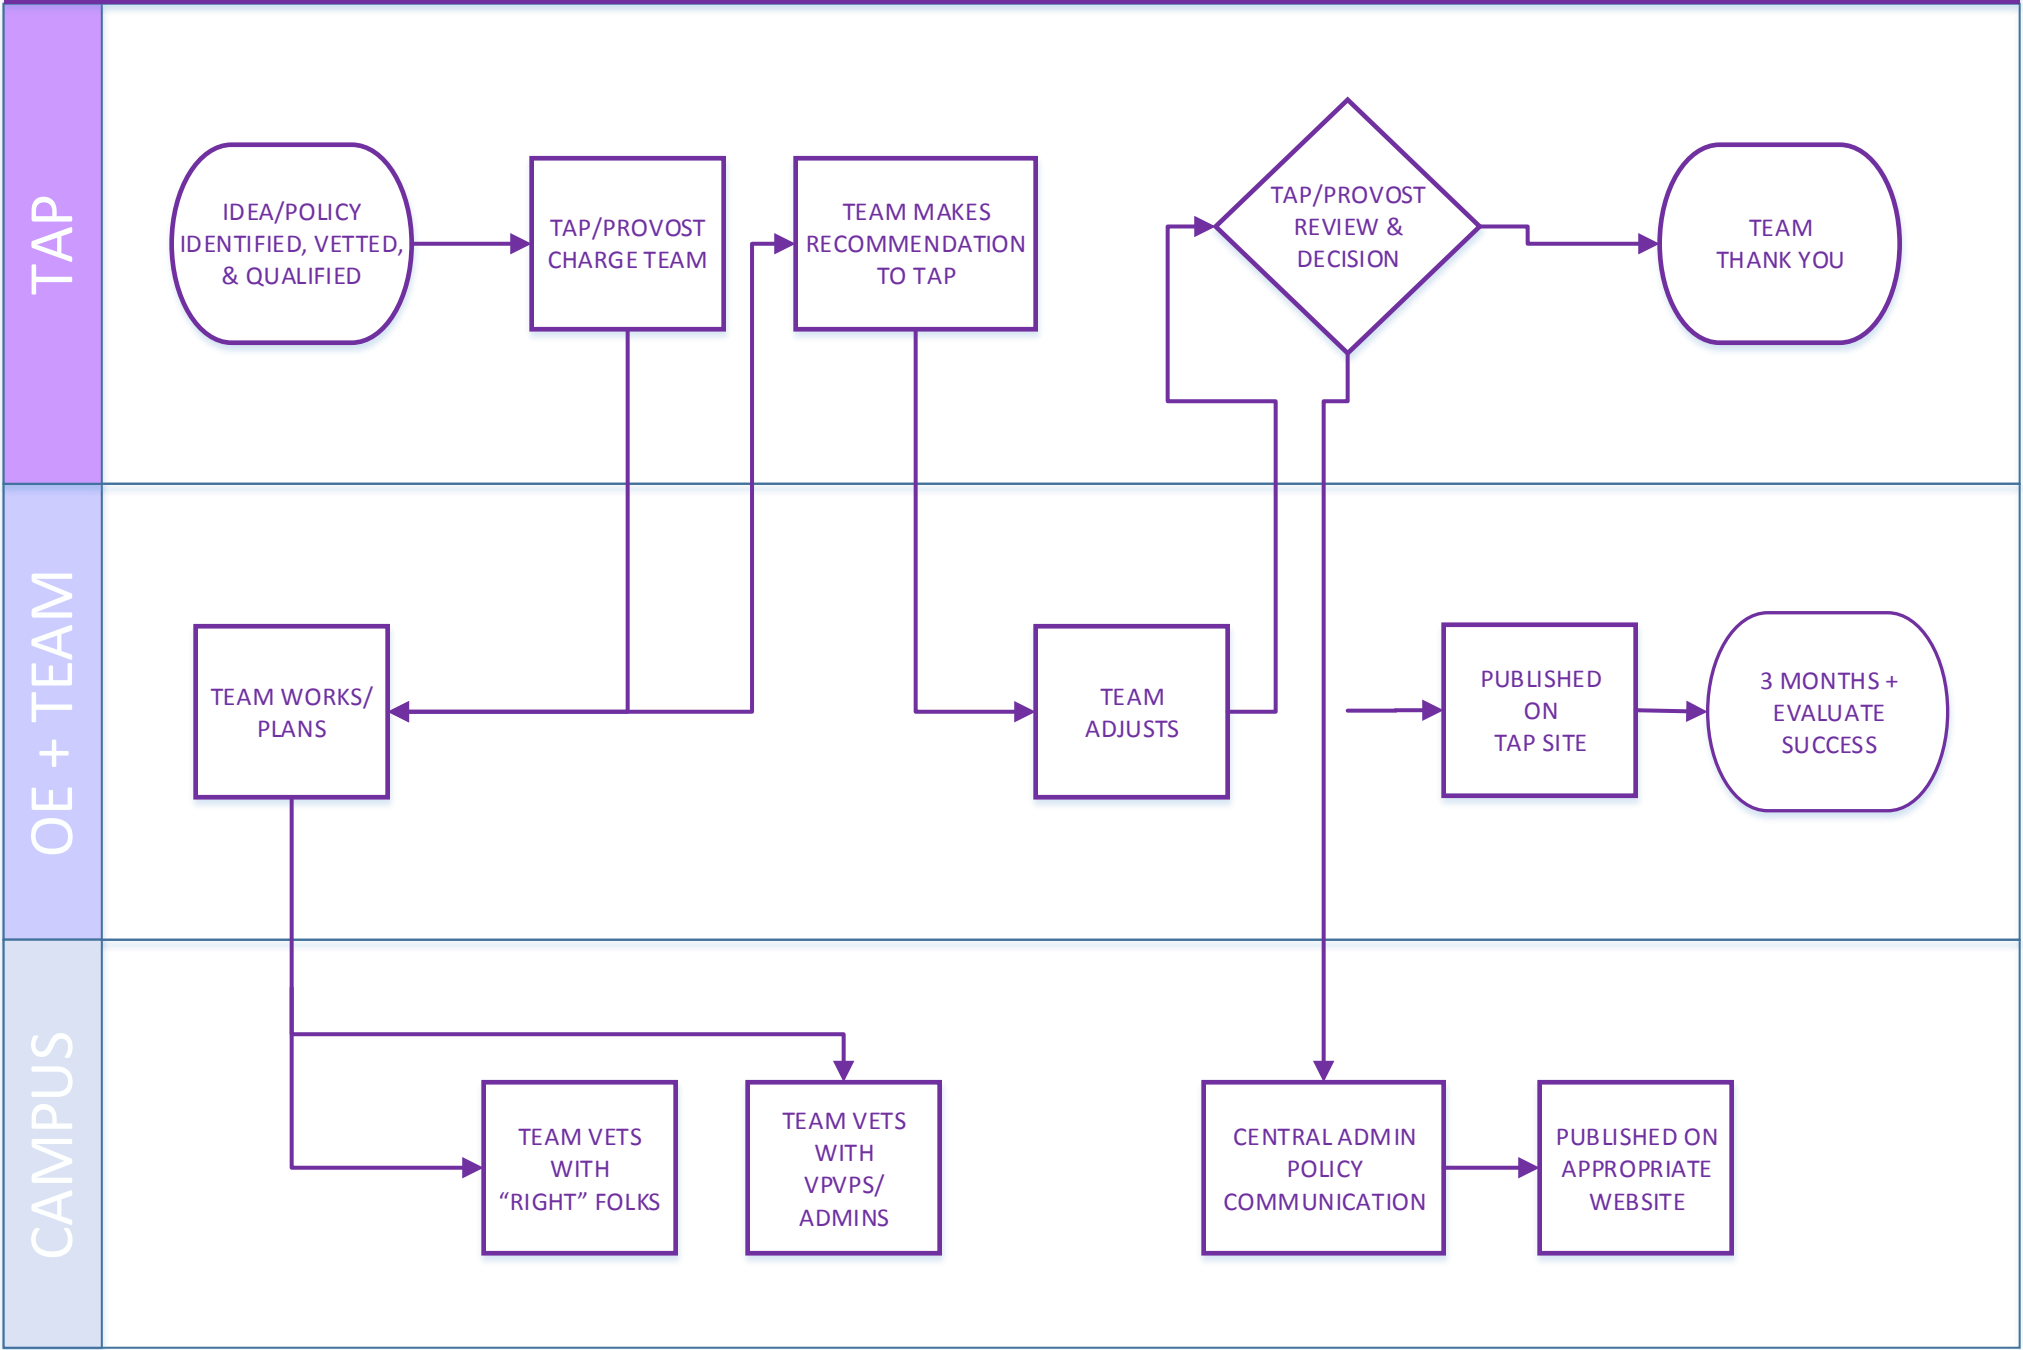 TAP
IDEA/POLICY
IDENTIFIED, VETTED,
& QUALIFIED
TAP/PROVOST
CHARGE TEAM
TEAM MAKES
RECOMMENDATION
TO TAP
TAP/PROVOST
REVIEW &
DECISION
TEAM
THANK YOU
OE + TEAM
TEAM WORKS/
PLANS
TEAM
ADJUSTS
PUBLISHED
ON
TAP SITE
3 MONTHS +
EVALUATE
SUCCESS
CAMPUS
TEAM VETS
WITH
“RIGHT” FOLKS
TEAM VETS
WITH
VPVPS/
ADMINS
CENTRAL ADMIN
POLICY
COMMUNICATION
PUBLISHED ON
APPROPRIATE
WEBSITE